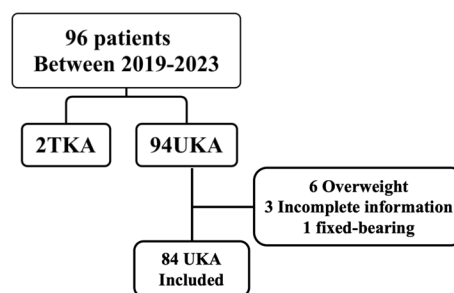 96 patients
Between 2019-2023
2TKA
94UKA
6 Overweight
3 Incomplete information
1 fixed-bearing
84 UKA
Included